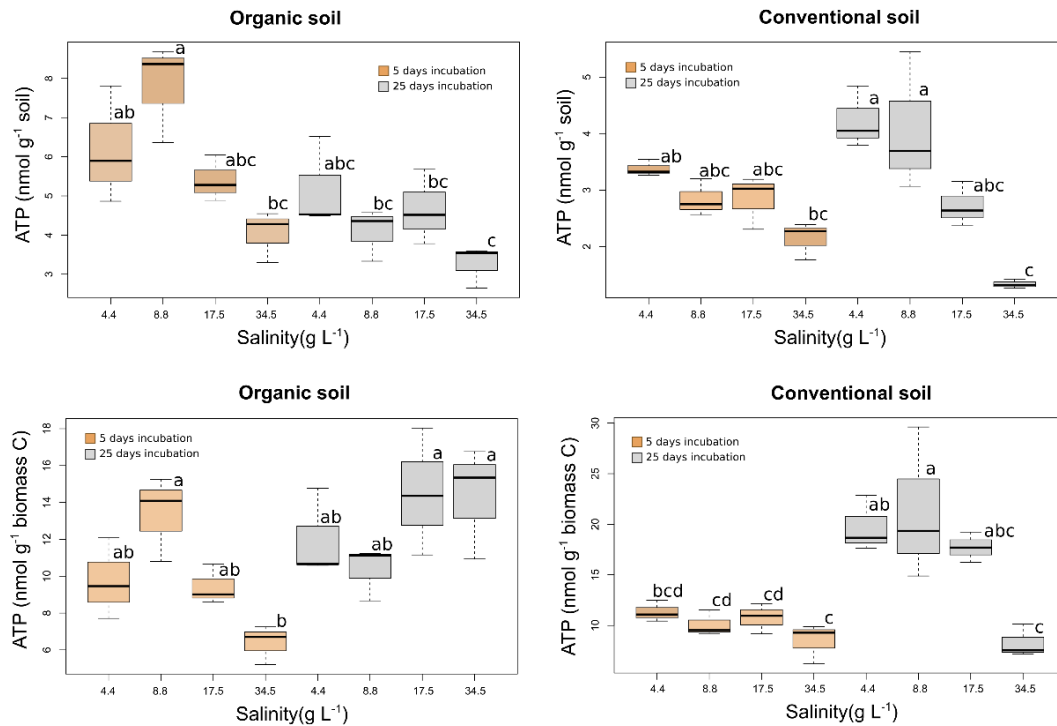 Organic soil
ATP (nmol g⁻¹ soil)
8
7
6
5
4
3
5 days incubation
25 days incubation
ab
a
abc
bc
abc
bc
bc
c
4.4 8.8 17.5 34.5 4.4 8.8 17.5 34.5
Salinity(g L⁻¹)
Conventional soil
ATP (nmol g⁻¹ soil)
5
4
3
2
5 days incubation
25 days incubation
ab
abc
abc
bc
a
a
abc
c
4.4 8.8 17.5 34.5 4.4 8.8 17.5 34.5
Salinity(g L⁻¹)
Organic soil
ATP (nmol g⁻¹ biomass C)
18
16
14
12
10
8
6
5 days incubation
25 days incubation
ab
a
ab
b
ab
ab
a
a
4.4 8.8 17.5 34.5 4.4 8.8 17.5 34.5
Salinity(g L⁻¹)
Conventional soil
ATP (nmol g⁻¹ biomass C)
30
25
20
15
10
5 days incubation
25 days incubation
bcd
cd
cd
c
ab
a
abc
c
4.4 8.8 17.5 34.5 4.4 8.8 17.5 34.5
Salinity(g L⁻¹)